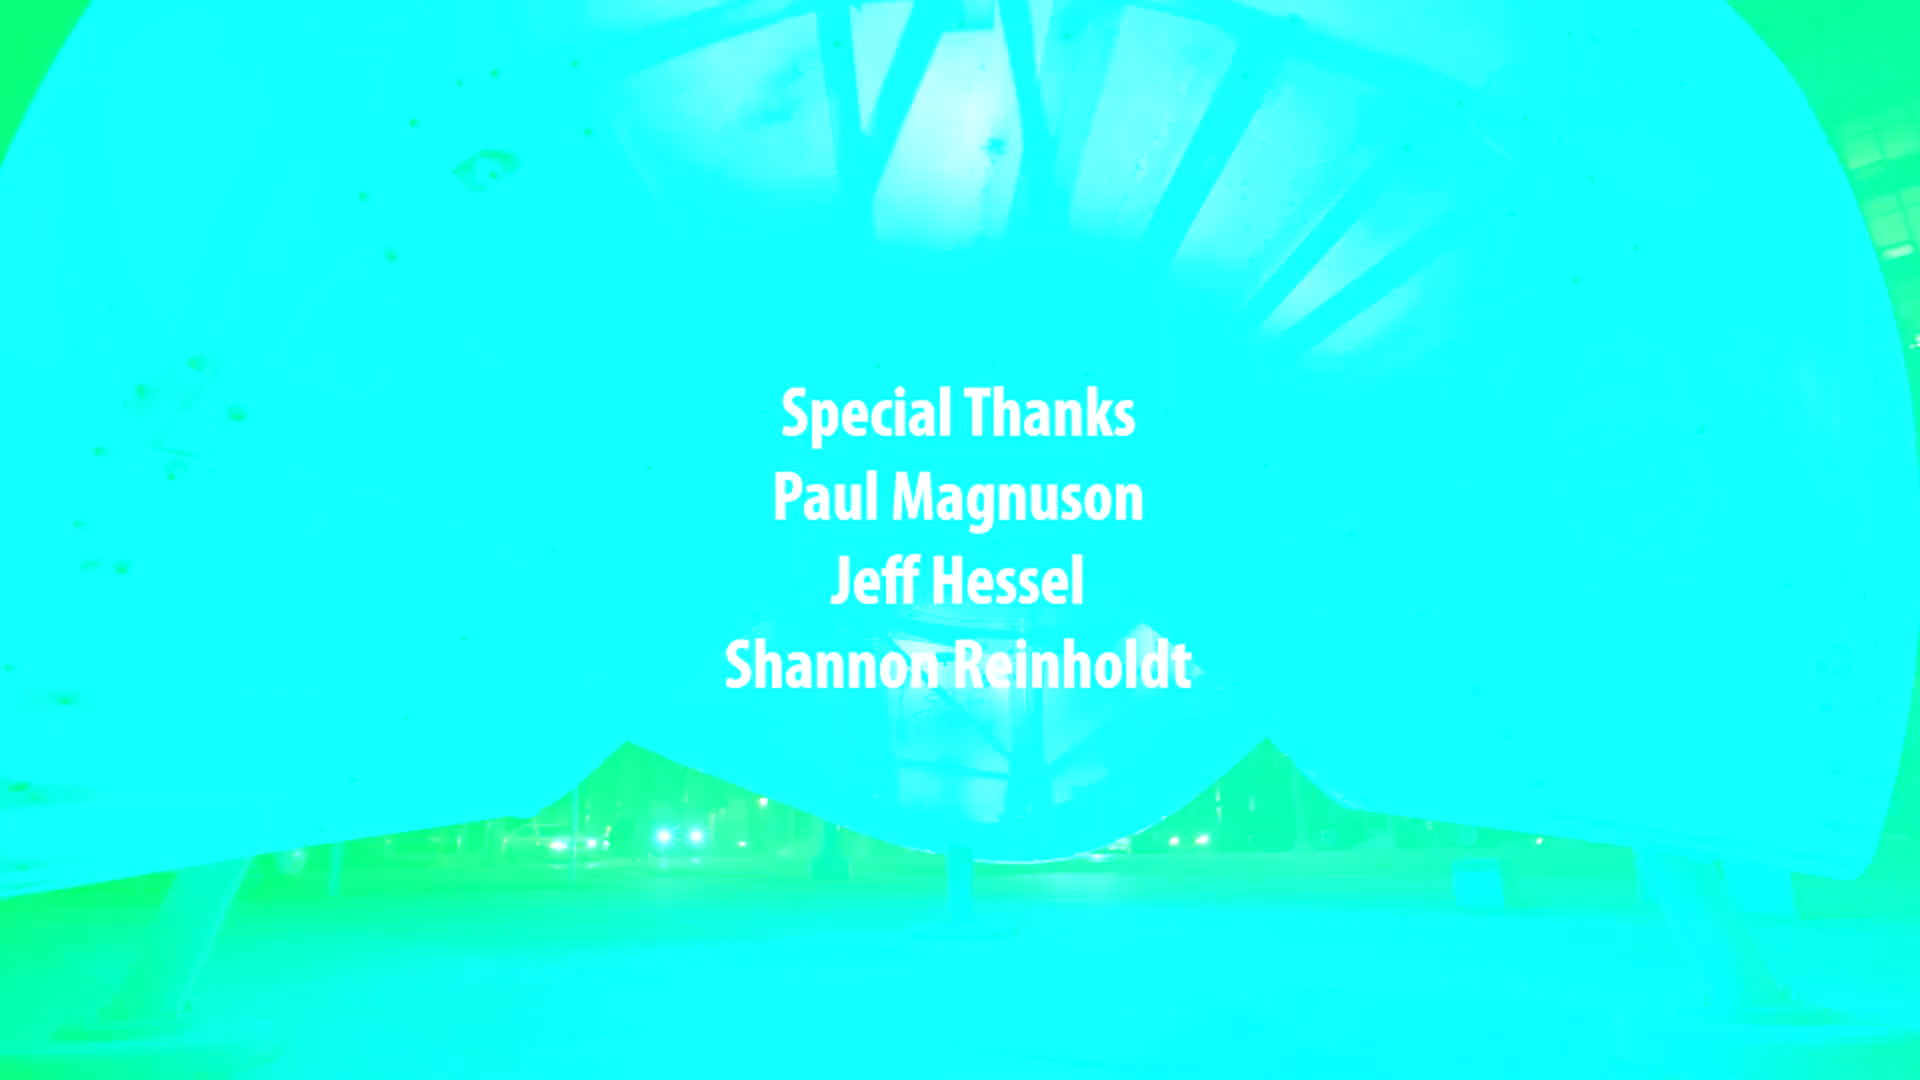 Special Thanks
Paul Magnuson
Jeff Hessel
Shannon Reinholdt